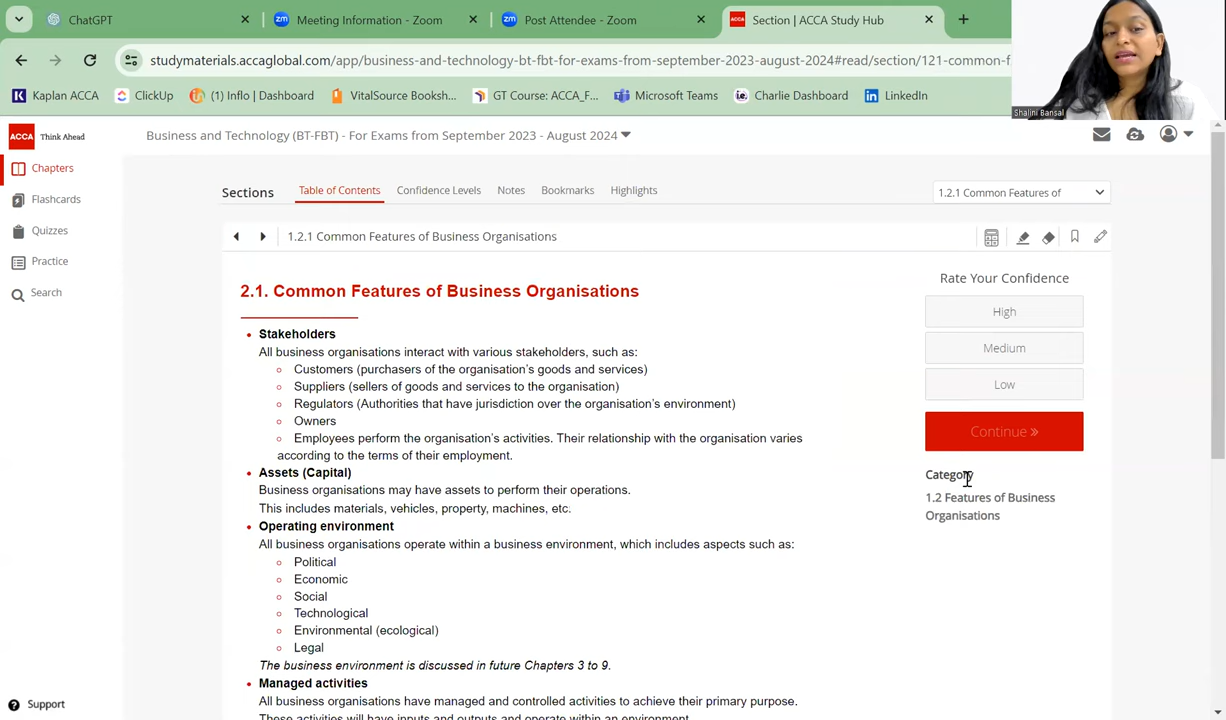 ChatGPT
Meeting Information - Zoom
Post Attendee - Zoom
Section | ACCA Study Hub
studymaterials.accaglobal.com/app/business-and-technology-bt-fbt-for-exams-from-september-2023-august-2024#read/section/121-common-f
Kaplan ACCA
ClickUp
(1) Inflo | Dashboard
VitalSource Booksh...
GT Course: ACCA_F...
Microsoft Teams
Charlie Dashboard
LinkedIn
Shalini Bansal
ACCA Think Ahead
Business and Technology (BT-FBT) - For Exams from September 2023 - August 2024
Chapters
Flashcards
Quizzes
Practice
Search
Sections
Table of Contents
Confidence Levels
Notes
Bookmarks
Highlights
1.2.1 Common Features of
1.2.1 Common Features of Business Organisations
2.1. Common Features of Business Organisations
Stakeholders
All business organisations interact with various stakeholders, such as:
Customers (purchasers of the organisation's goods and services)
Suppliers (sellers of goods and services to the organisation)
Regulators (Authorities that have jurisdiction over the organisation's environment)
Owners
Employees perform the organisation's activities. Their relationship with the organisation varies
according to the terms of their employment.
Assets (Capital)
Business organisations may have assets to perform their operations.
This includes materials, vehicles, property, machines, etc.
Operating environment
All business organisations operate within a business environment, which includes aspects such as:
Political
Economic
Social
Technological
Environmental (ecological)
Legal
The business environment is discussed in future Chapters 3 to 9.
Managed activities
All business organisations have managed and controlled activities to achieve their primary purpose.
These activities will have inputs and outputs and operate within an environment.
Rate Your Confidence
High
Medium
Low
Continue »
Category
1.2 Features of Business
Organisations
Support